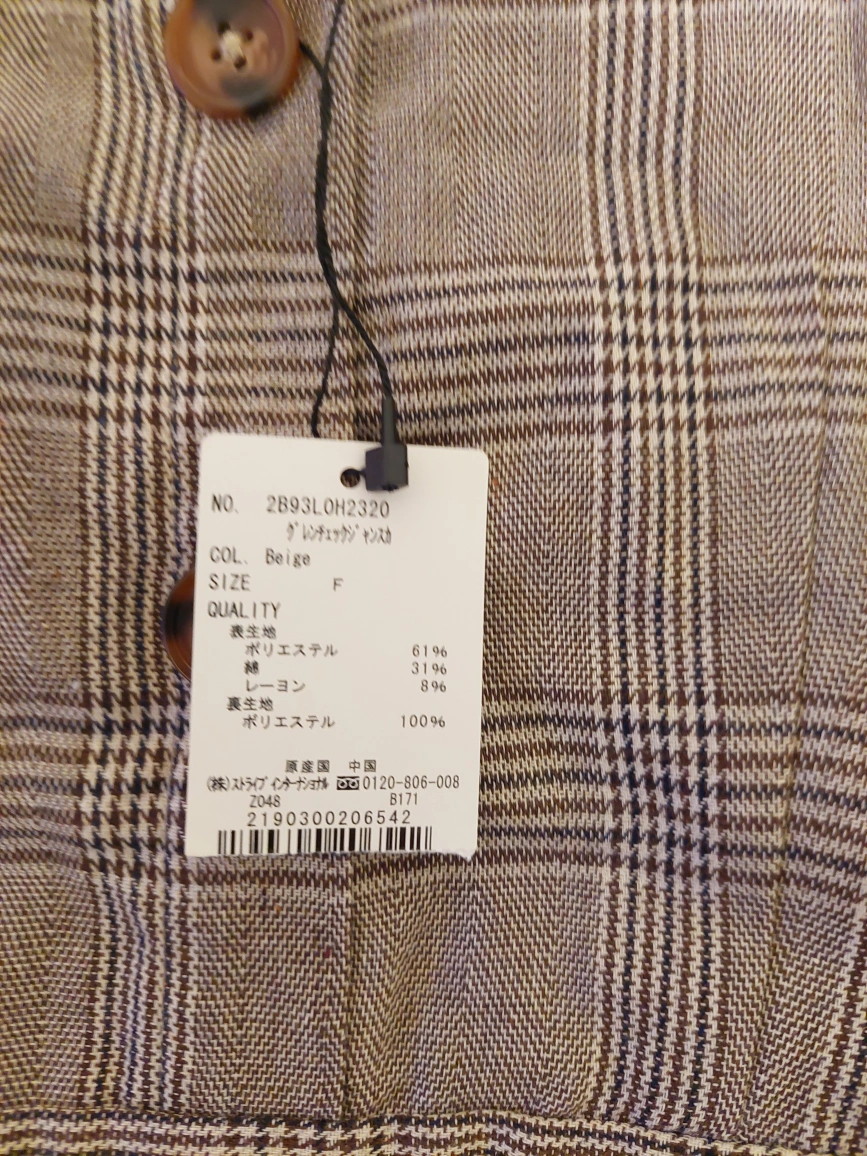 NO. 2B93L0H2320
ｸﾞﾚﾝﾁｪｯｸｼﾞｬﾝｽｶ
COL. Beige
SIZE F
QUALITY
表生地
ポリエステル 61%
綿 31%
レーヨン 8%
裏生地
ポリエステル 100%
原産国 中国
(株)ｽﾄﾗｲﾌﾟ ｲﾝﾀｰﾅｼｮﾅﾙ 0120-806-008
Z048 B171
2190300206542